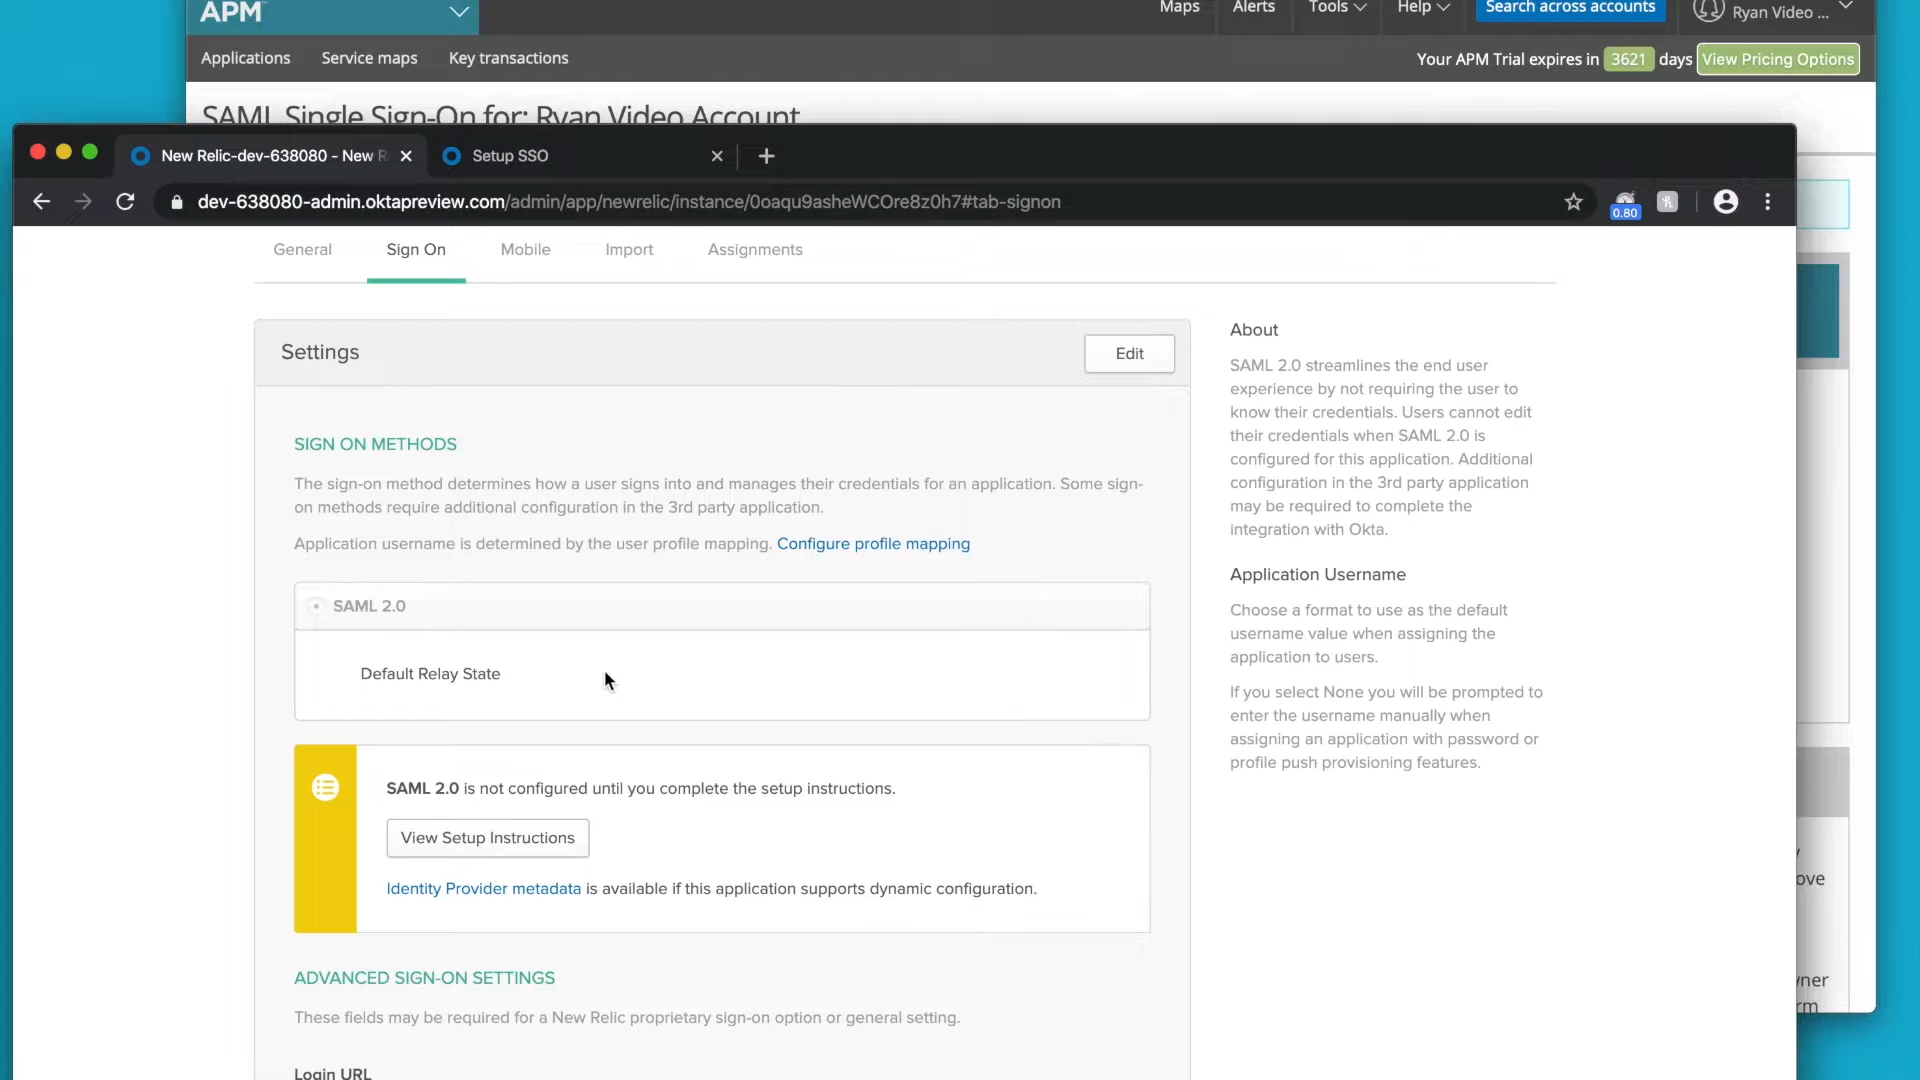 APM
Maps
Alerts
Tools
Help
Search across accounts
Ryan Video ...
Applications
Service maps
Key transactions
Your APM Trial expires in 3621 days
View Pricing Options
SAML Single Sign-On for: Ryan Video Account
New Relic-dev-638080 - New R
Setup SSO
dev-638080-admin.oktapreview.com/admin/app/newrelic/instance/0oaqu9asheWCOre8z0h7#tab-signon
0.80
General
Sign On
Mobile
Import
Assignments
Settings
Edit
SIGN ON METHODS
The sign-on method determines how a user signs into and manages their credentials for an application. Some sign-
on methods require additional configuration in the 3rd party application.
Application username is determined by the user profile mapping. Configure profile mapping
SAML 2.0
Default Relay State
SAML 2.0 is not configured until you complete the setup instructions.
View Setup Instructions
Identity Provider metadata is available if this application supports dynamic configuration.
ADVANCED SIGN-ON SETTINGS
These fields may be required for a New Relic proprietary sign-on option or general setting.
Login URL
About
SAML 2.0 streamlines the end user
experience by not requiring the user to
know their credentials. Users cannot edit
their credentials when SAML 2.0 is
configured for this application. Additional
configuration in the 3rd party application
may be required to complete the
integration with Okta.
Application Username
Choose a format to use as the default
username value when assigning the
application to users.
If you select None you will be prompted to
enter the username manually when
assigning an application with password or
profile push provisioning features.